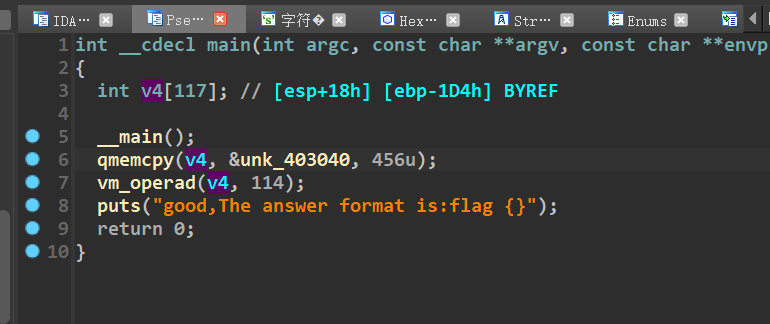 IDA… Pse… 字符� Hex… Str… Enums
1 int __cdecl main(int argc, const char **argv, const char **envp
2 {
3 int v4[117]; // [esp+18h] [ebp-1D4h] BYREF
4
5 __main();
6 qmemcpy(v4, &unk_403040, 456u);
7 vm_operad(v4, 114);
8 puts("good,The answer format is:flag {}");
9 return 0;
10 }